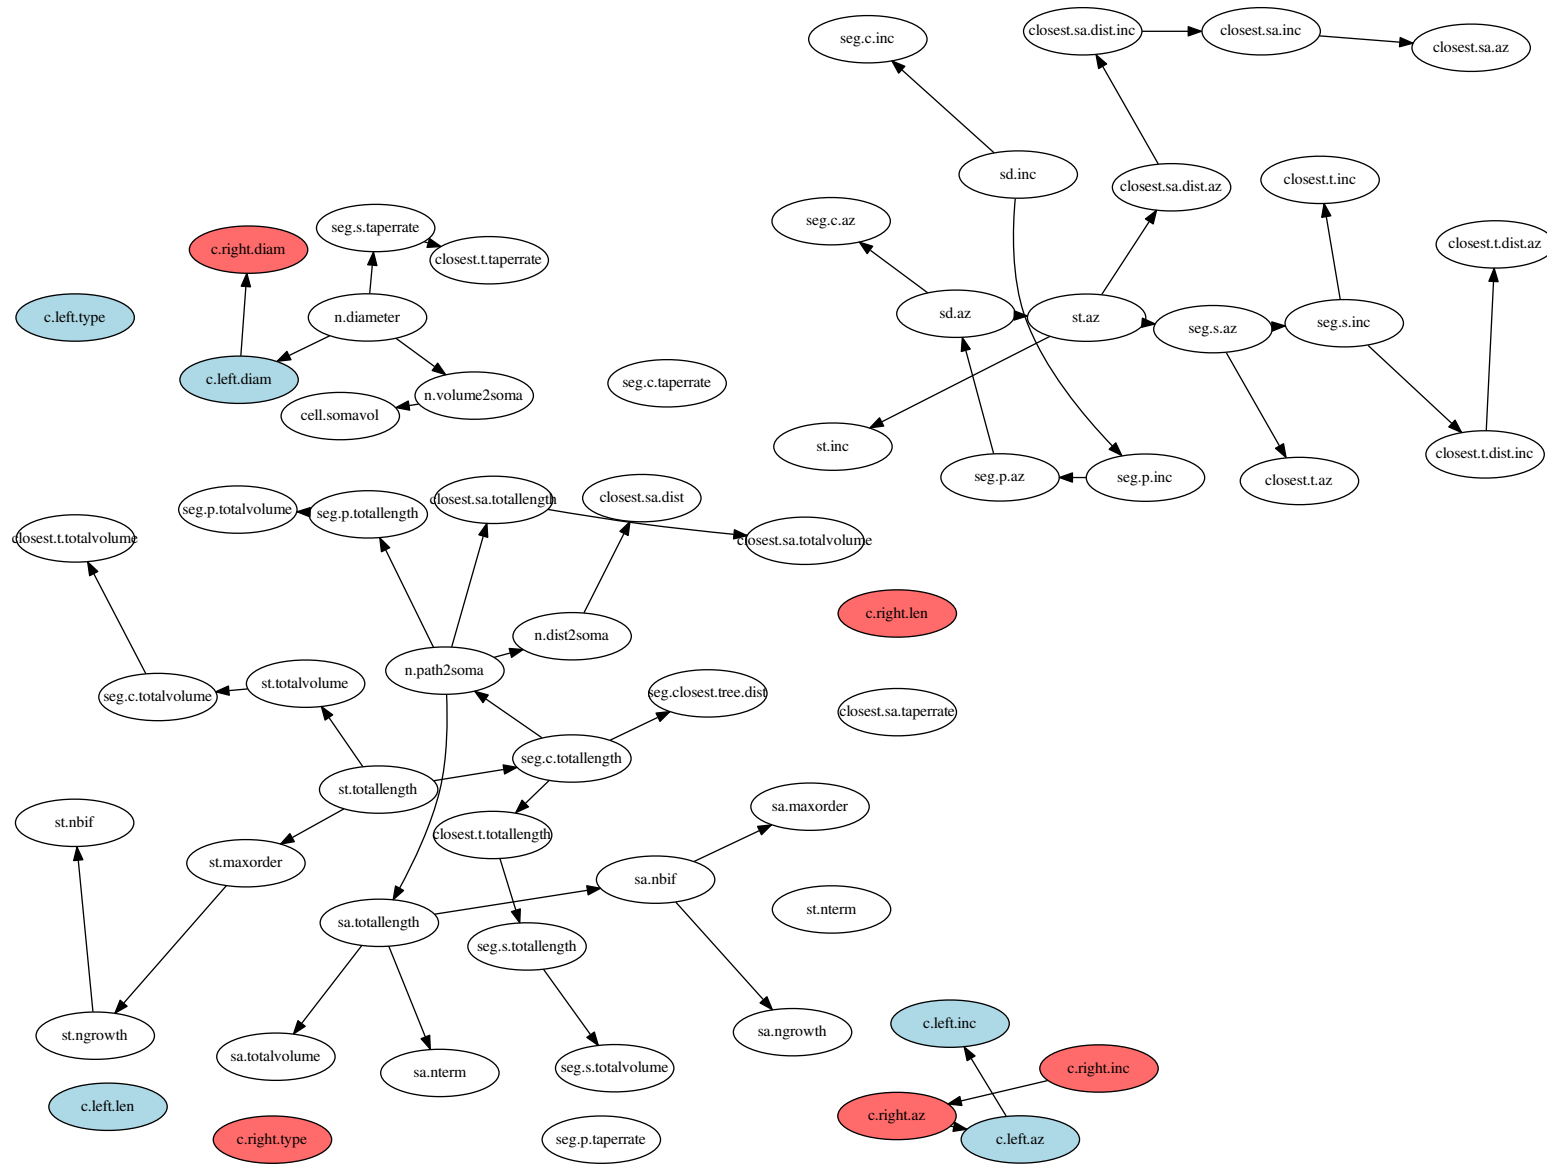 seg.c.inc
closest.sa.dist.inc
closest.sa.inc
closest.sa.az
sd.inc
closest.sa.dist.az
closest.t.inc
seg.c.az
seg.s.taperrate
c.right.diam
closest.t.taperrate
closest.t.dist.az
c.left.type
n.diameter
sd.az
st.az
seg.s.az
seg.s.inc
c.left.diam
seg.c.taperrate
n.volume2soma
cell.somavol
st.inc
closest.t.dist.inc
seg.p.az
seg.p.inc
closest.t.az
closest.sa.totallength
closest.sa.dist
seg.p.totalvolume
seg.p.totallength
closest.t.totalvolume
closest.sa.totalvolume
c.right.len
n.dist2soma
n.path2soma
st.totalvolume
seg.c.totalvolume
seg.closest.tree.dist
closest.sa.taperrate
seg.c.totallength
st.totallength
sa.maxorder
st.nbif
closest.t.totallength
st.maxorder
sa.nbif
st.nterm
sa.totallength
seg.s.totallength
c.left.inc
st.ngrowth
sa.ngrowth
sa.totalvolume
sa.nterm
seg.s.totalvolume
c.right.inc
c.left.len
c.right.az
c.right.type
seg.p.taperrate
c.left.az